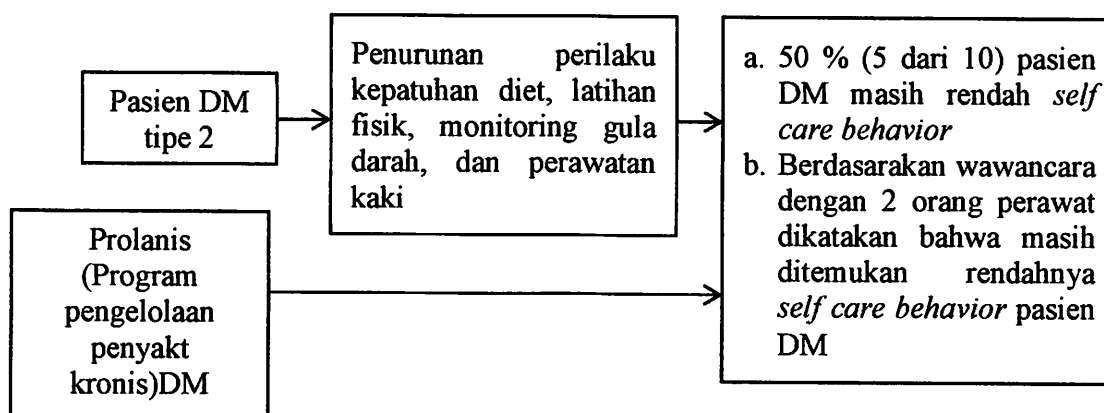 Pasien DM
tipe 2
Penurunan perilaku
kepatuhan diet, latihan
fisik, monitoring gula
darah, dan perawatan
kaki
a. 50 % (5 dari 10) pasien
DM masih rendah self
care behavior
b. Berdasarakan wawancara
dengan 2 orang perawat
dikatakan bahwa masih
ditemukan rendahnya
self care behavior pasien
DM
Prolanis
(Program
pengelolaan
penyakt
kronis)DM